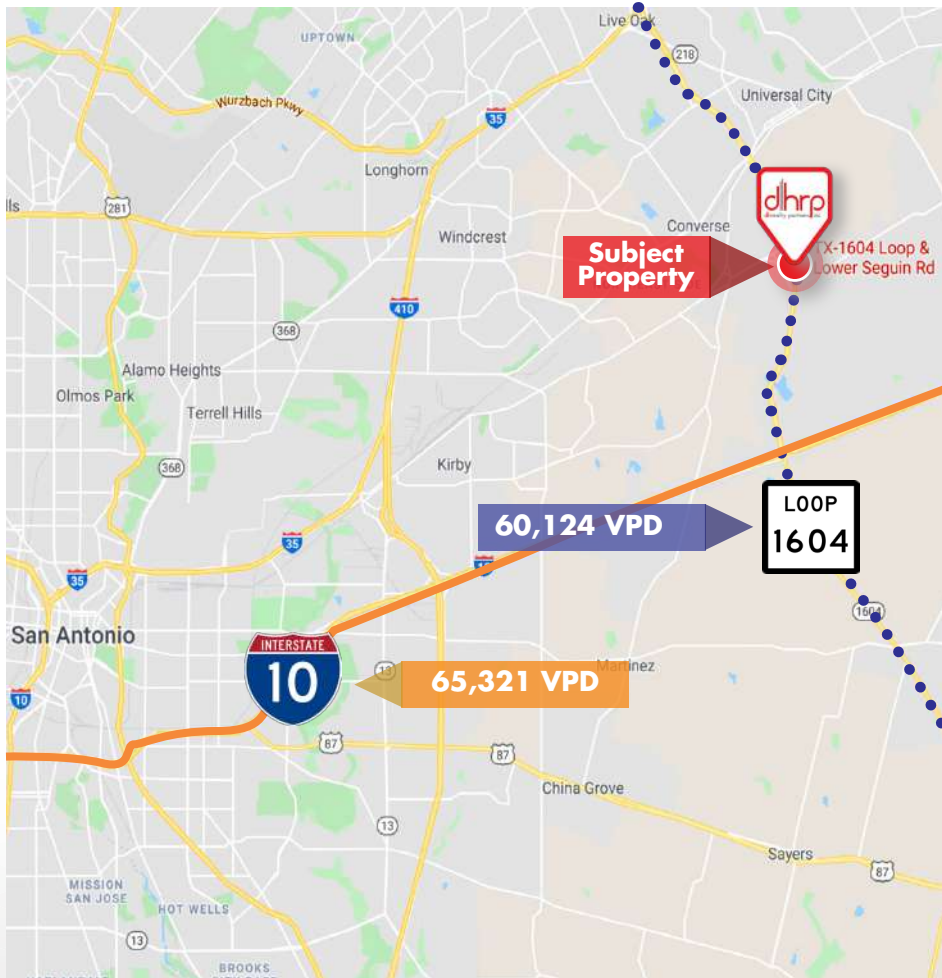 Live Oak
UPTOWN
218
Universal City
Wurzbach Pkwy
35
Longhorn
281
dhrp
Converse
Windcrest
Subject
Property
TX-1604 Loop &
Lower Seguin Rd
410
368
Alamo Heights
Olmos Park
Terrell Hills
368
Kirby
LOOP
1604
60,124 VPD
35
10
35
1604
San Antonio
INTERSTATE
10
13
Martinez
65,321 VPD
10
87
87
China Grove
13
Sayers
87
MISSION
SAN JOSE
HOT WELLS
13
BROOKS